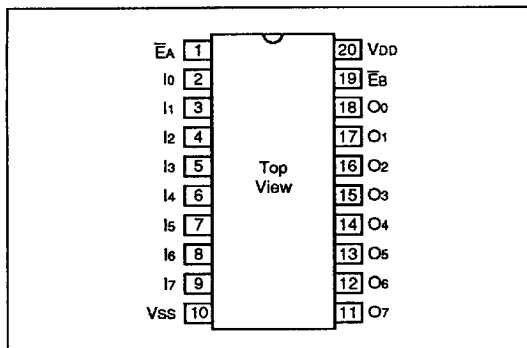 E̅A 1 20 VDD
I0 2 19 E̅B
I1 3 18 O0
I2 4 17 O1
I3 5 16 O2
I4 6 15 O3
I5 7 14 O4
I6 8 13 O5
I7 9 12 O6
VSS 10 11 O7
Top
View